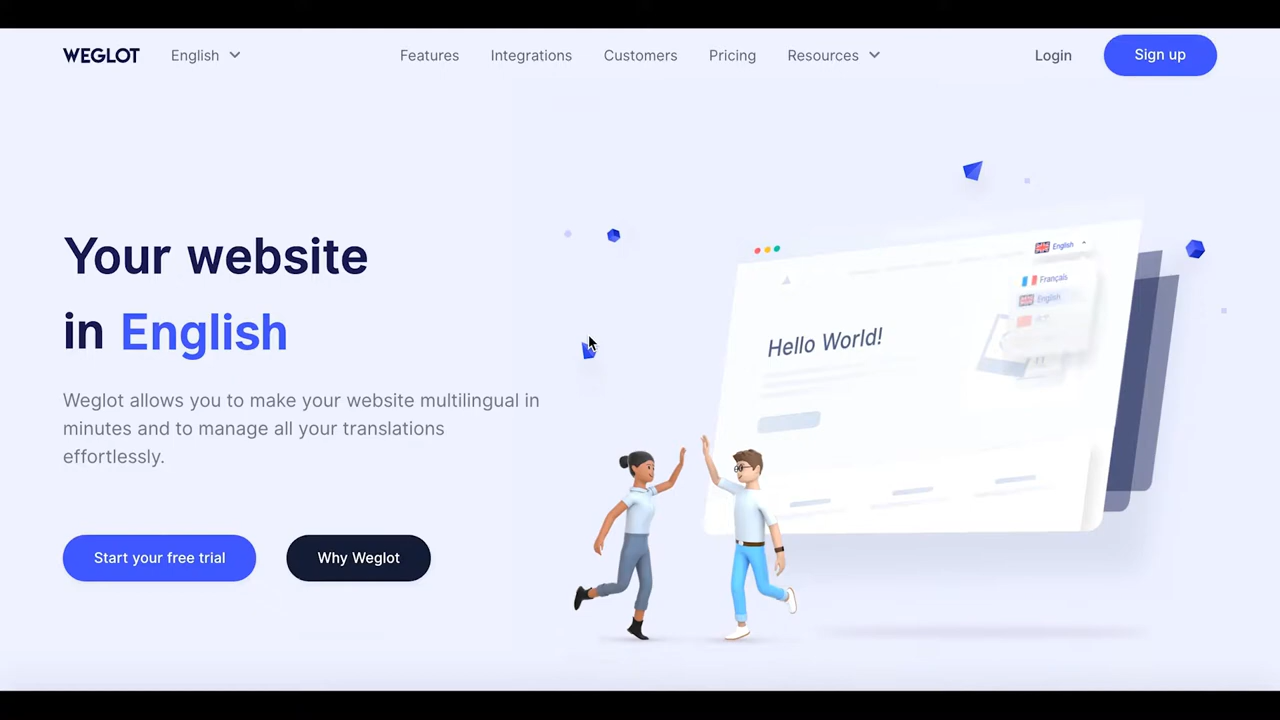 WEGLOT English Features Integrations Customers Pricing Resources Login Sign up
Your website
in English
Weglot allows you to make your website multilingual in
minutes and to manage all your translations
effortlessly.
Start your free trial Why Weglot
English
Français
English
Hello World!